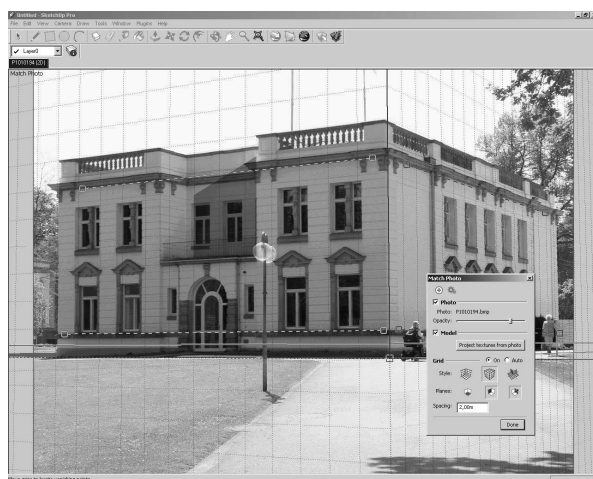 Untitled - SketchUp Pro
File Edit View Camera Draw Tools Window Plugins Help
Layer0
P1010194 (2D)
Match Photo
Match Photo
Photo
Photo: P1010194.bmp
Opacity:
Model
Project textures from photo
Grid On Auto
Style:
Planes:
Spacing: 2,00m
Done